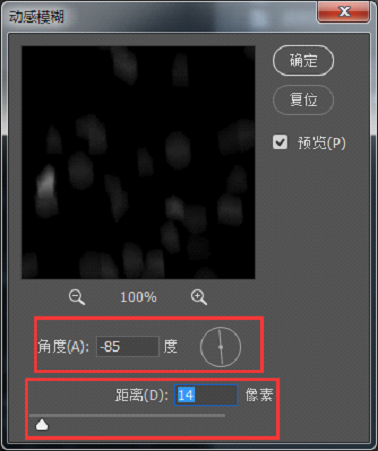 动感模糊
确定
复位
预览(P)
100%
角度(A): -85 度
距离(D): 14 像素